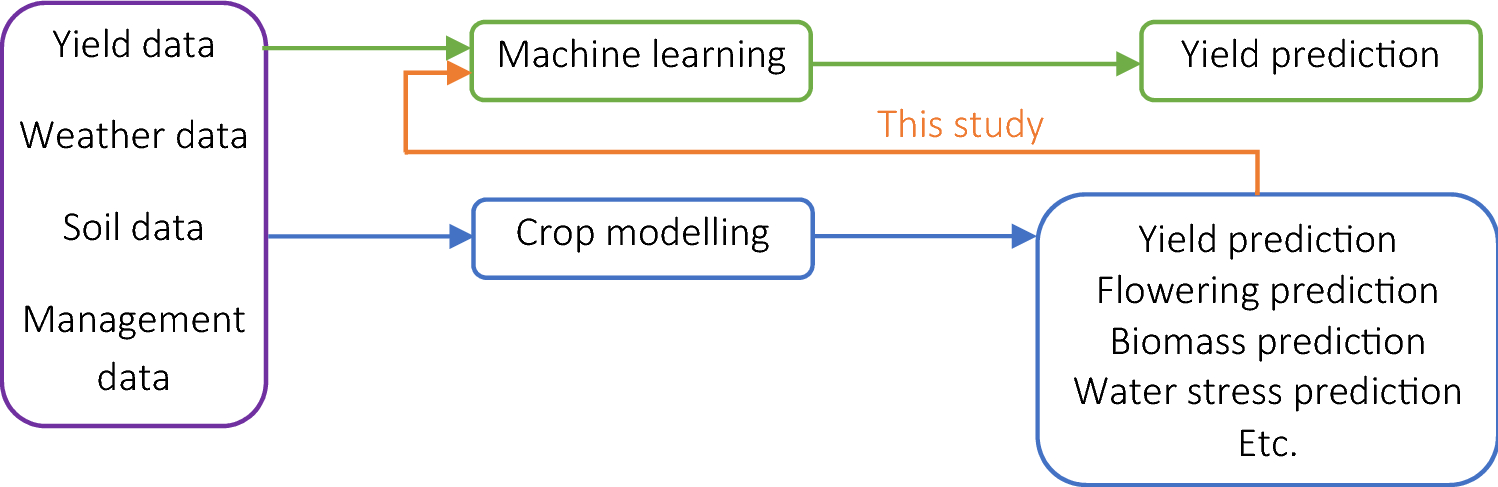 Yield data
Weather data
Soil data
Management
data
Machine learning
Yield prediction
This study
Crop modelling
Yield prediction
Flowering prediction
Biomass prediction
Water stress prediction
Etc.